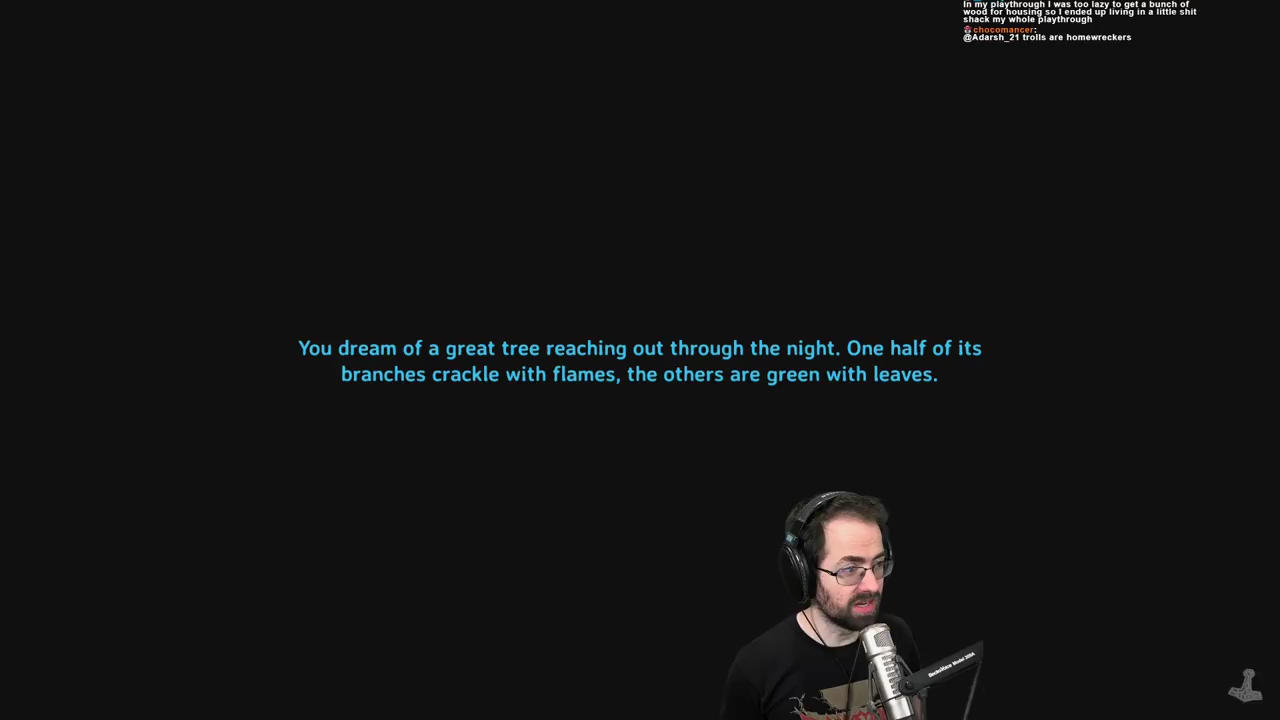 In my playthrough I was too lazy to get a bunch of
wood for housing so I ended up living in a little shit
shack my whole playthrough
chocomancer:
@Adarsh_21 trolls are homewreckers
You dream of a great tree reaching out through the night. One half of its
branches crackle with flames, the others are green with leaves.